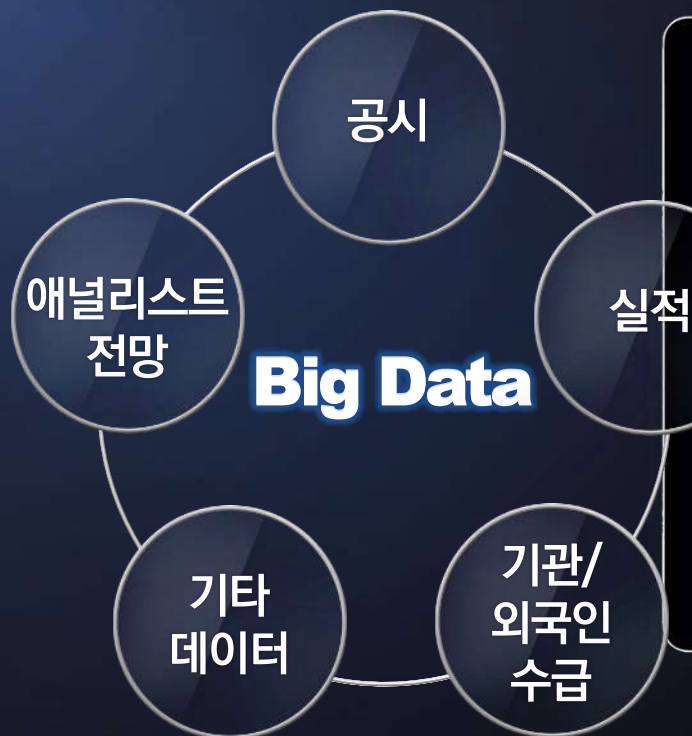 공시
애널리스트
전망
실적
Big Data
기타
데이터
기관/
외국인
수급